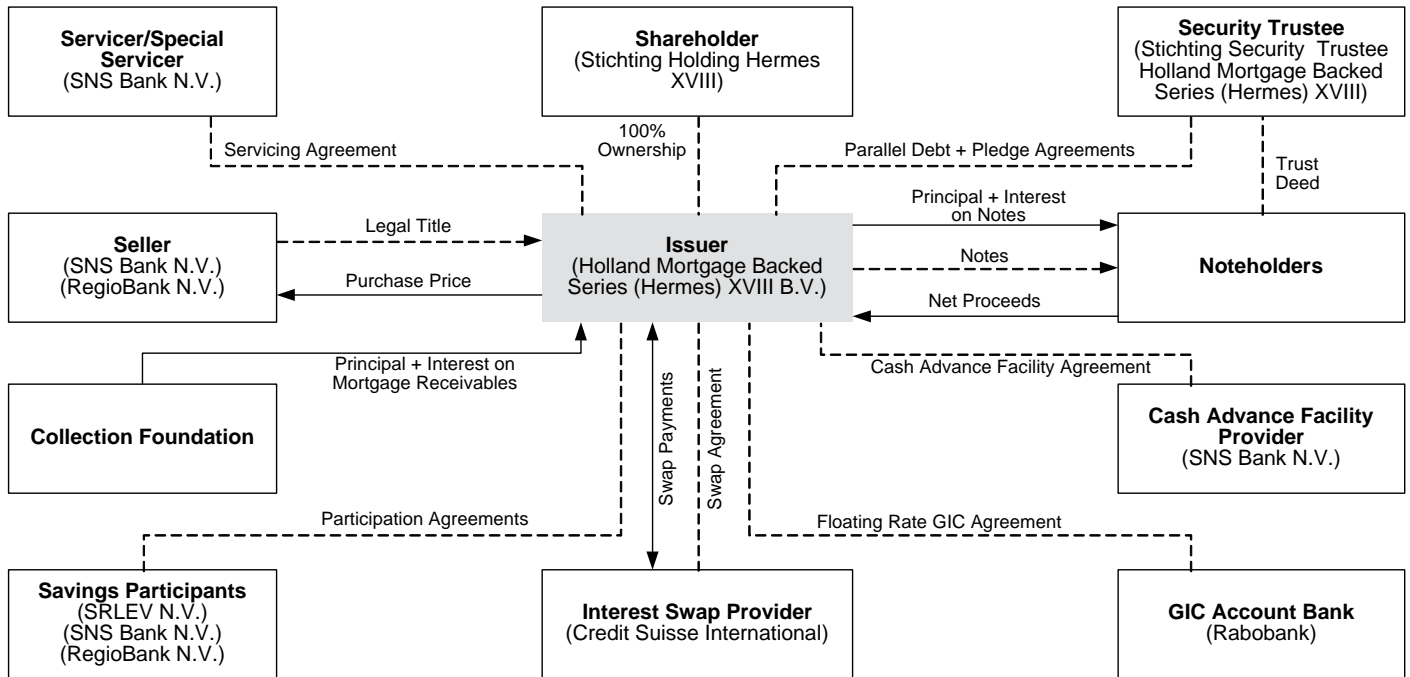 Servicer/Special
Servicer
(SNS Bank N.V.)
Shareholder
(Stichting Holding Hermes
XVIII)
Security Trustee
(Stichting Security Trustee
Holland Mortgage Backed
Series (Hermes) XVIII)
Servicing Agreement
100%
Ownership
Parallel Debt + Pledge Agreements
Trust
Deed
Seller
(SNS Bank N.V.)
(RegioBank N.V.)
Legal Title
Purchase Price
Issuer
(Holland Mortgage Backed
Series (Hermes) XVIII B.V.)
Principal + Interest
on Notes
Notes
Net Proceeds
Noteholders
Principal + Interest on
Mortgage Receivables
Cash Advance Facility Agreement
Collection Foundation
Swap Payments
Swap Agreement
Cash Advance Facility
Provider
(SNS Bank N.V.)
Participation Agreements
Floating Rate GIC Agreement
Savings Participants
(SRLEV N.V.)
(SNS Bank N.V.)
(RegioBank N.V.)
Interest Swap Provider
(Credit Suisse International)
GIC Account Bank
(Rabobank)